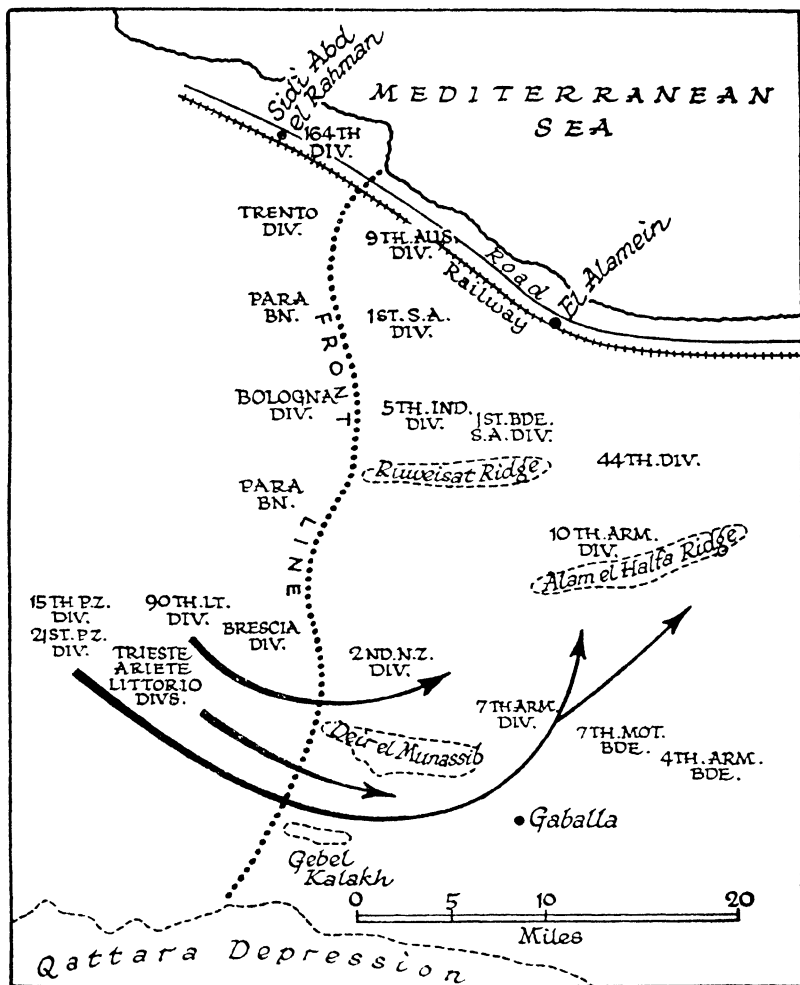 Sidi Abd
el Rahman
MEDITERRANEAN
SEA
164TH
DIV.
TRENTO
DIV.
9TH.AUS.
DIV.
Road
Railway
El Alamein
PARA
BN.
FRONT
1ST.S.A.
DIV.
BOLOGNA
DIV.
5TH.IND.
DIV.
1ST.BDE.
S.A.DIV.
44TH.DIV.
Ruweisat Ridge
PARA
BN.
LINE
10TH.ARM.
DIV.
Alam el Halfa Ridge
15TH PZ.
DIV.
21ST.PZ.
DIV.
90TH.LT.
DIV.
BRESCIA
DIV.
TRIESTE
ARIETE
LITTORIO
DIVS.
2ND.N.Z.
DIV.
7TH ARM.
DIV.
7TH.MOT.
BDE.
4TH.ARM.
BDE.
Deir el Munassib
Gaballa
Gebel
Kalakh
0 5 10 20
Miles
Qattara Depression